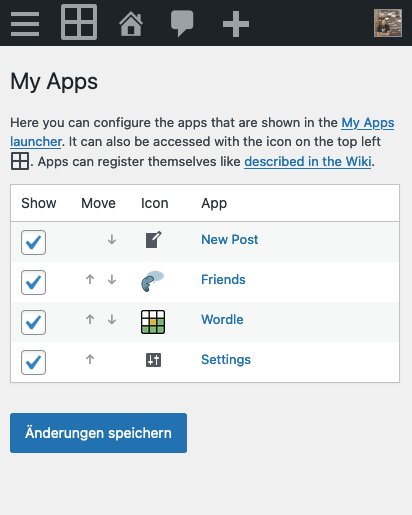 My Apps
Here you can configure the apps that are shown in the My Apps
launcher. It can also be accessed with the icon on the top left
. Apps can register themselves like described in the Wiki.
Show Move Icon App
New Post
Friends
Wordle
Settings
Änderungen speichern